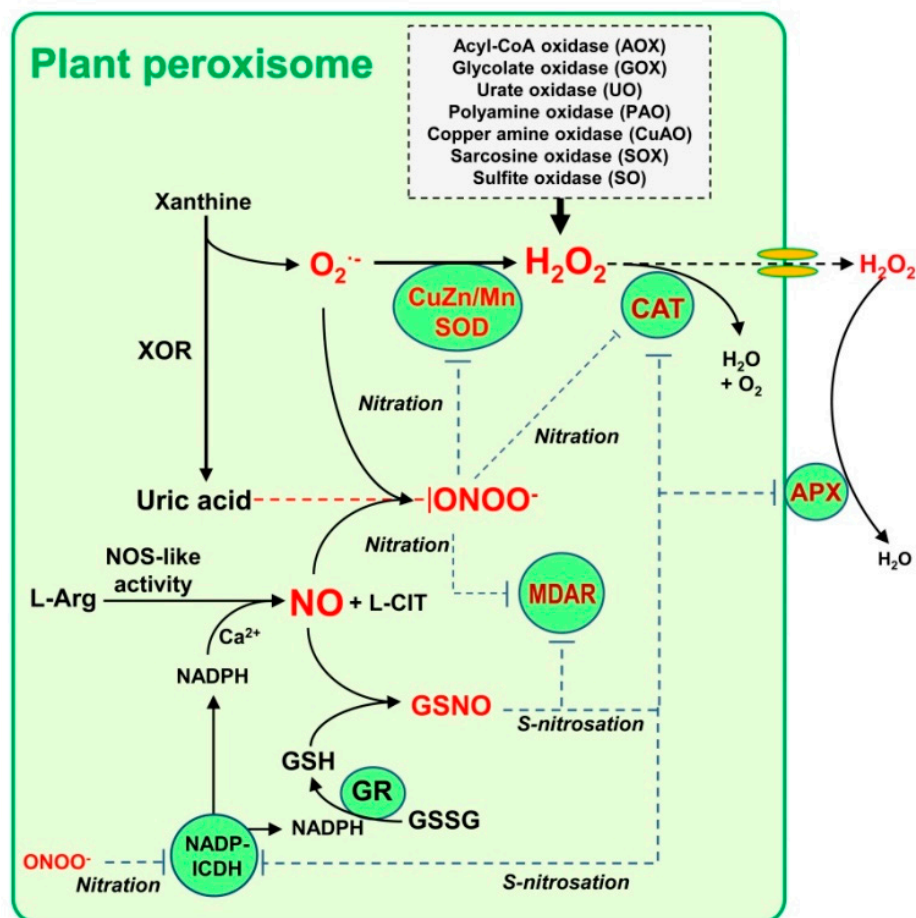 Plant peroxisome
Acyl-CoA oxidase (AOX)
Glycolate oxidase (GOX)
Urate oxidase (UO)
Polyamine oxidase (PAO)
Copper amine oxidase (CuAO)
Sarcosine oxidase (SOX)
Sulfite oxidase (SO)
Xanthine
O₂·⁻
H₂O₂
H₂O₂
CuZn/Mn
SOD
CAT
XOR
H₂O
+ O₂
Nitration
Nitration
Uric acid
ONOO⁻
APX
Nitration
H₂O
NOS-like
activity
L-Arg
NO + L-CIT
MDAR
Ca²⁺
NADPH
GSNO
S-nitrosation
GSH
GR
NADPH
GSSG
NADP-
ICDH
ONOO⁻
Nitration
S-nitrosation